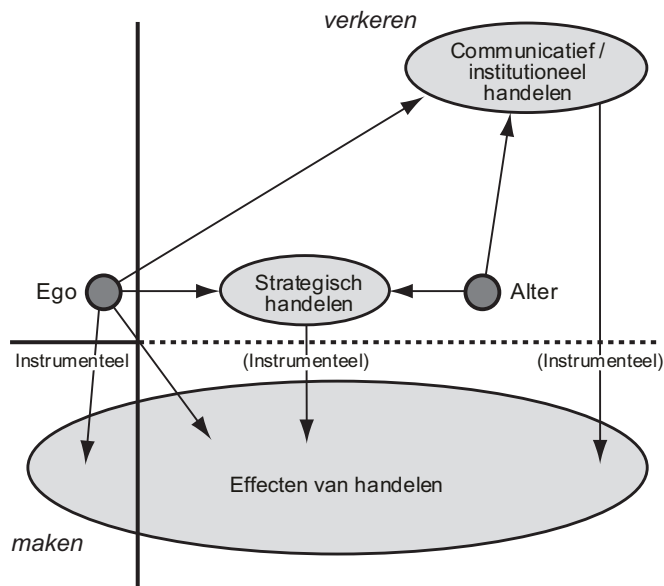 verkeren
Communicatief /
institutioneel
handelen
Ego
Strategisch
handelen
Alter
Instrumenteel
(Instrumenteel)
(Instrumenteel)
Effecten van handelen
maken